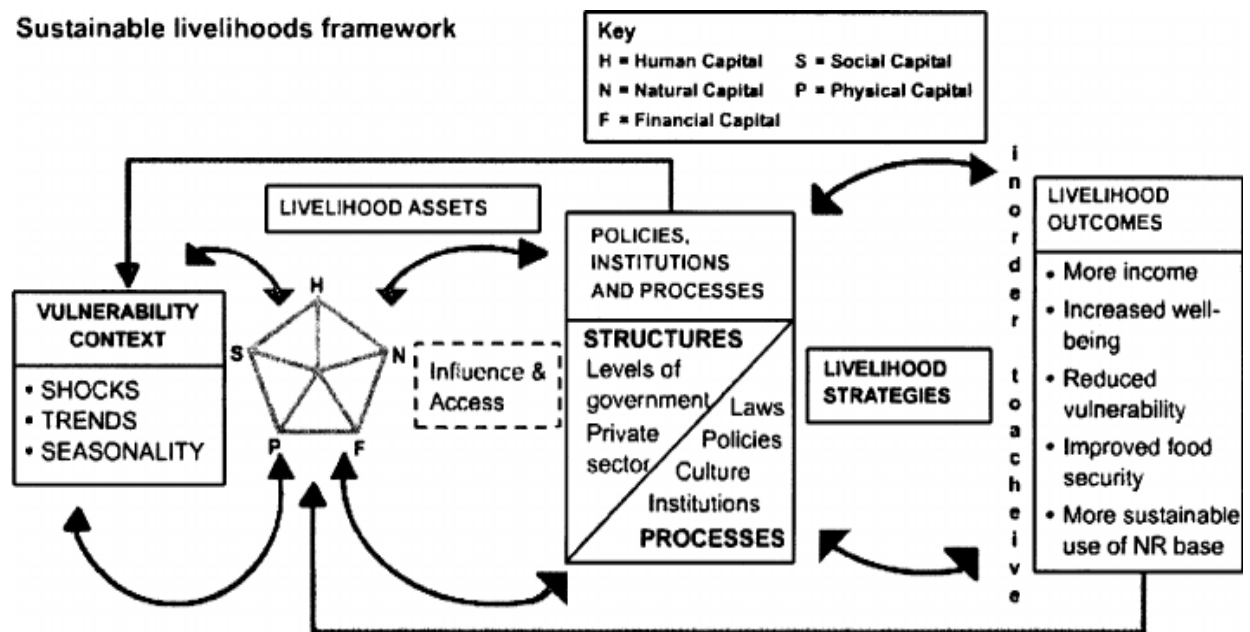 Sustainable livelihoods framework
Key
H = Human Capital S = Social Capital
N = Natural Capital P = Physical Capital
F = Financial Capital
LIVELIHOOD ASSETS
VULNERABILITY
CONTEXT
• SHOCKS
• TRENDS
• SEASONALITY
H
S
N
P
F
Influence &
Access
POLICIES,
INSTITUTIONS
AND PROCESSES
STRUCTURES
Levels of
government
Private
sector
Laws
Policies
Culture
Institutions
PROCESSES
LIVELIHOOD
STRATEGIES
inorder toacheive
LIVELIHOOD
OUTCOMES
• More income
• Increased well-
being
• Reduced
vulnerability
• Improved food
security
• More sustainable
use of NR base